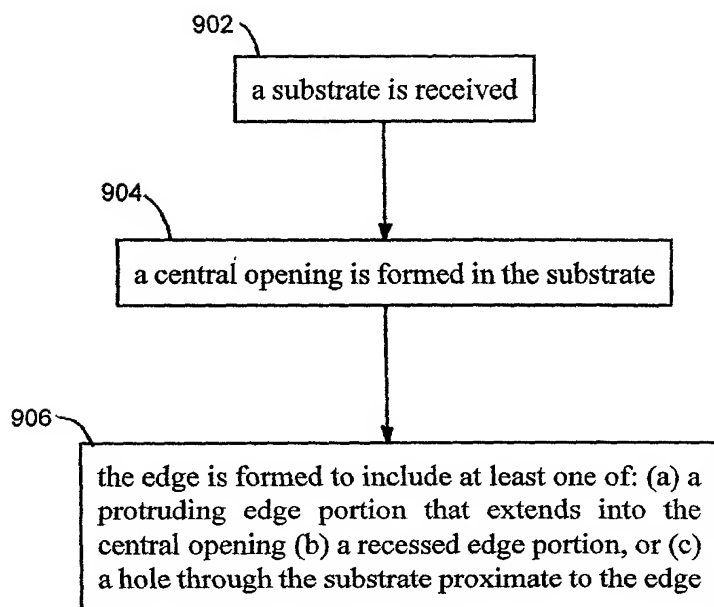 902
a substrate is received
904
a central opening is formed in the substrate
906
the edge is formed to include at least one of: (a) a
protruding edge portion that extends into the
central opening (b) a recessed edge portion, or (c)
a hole through the substrate proximate to the edge